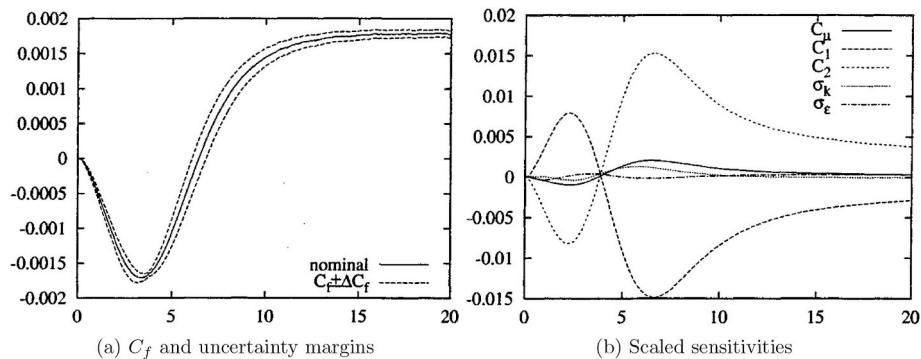 0.002
0.0015
0.001
0.0005
0
-0.0005
-0.001
-0.0015
-0.002
0 5 10 15 20
nominal
C_f±ΔC_f
(a) C_f and uncertainty margins
0.02
0.015
0.01
0.005
0
-0.005
-0.01
-0.015
0 5 10 15 20
C_μ
C_1
C_2
σ_k
σ_ε
(b) Scaled sensitivities